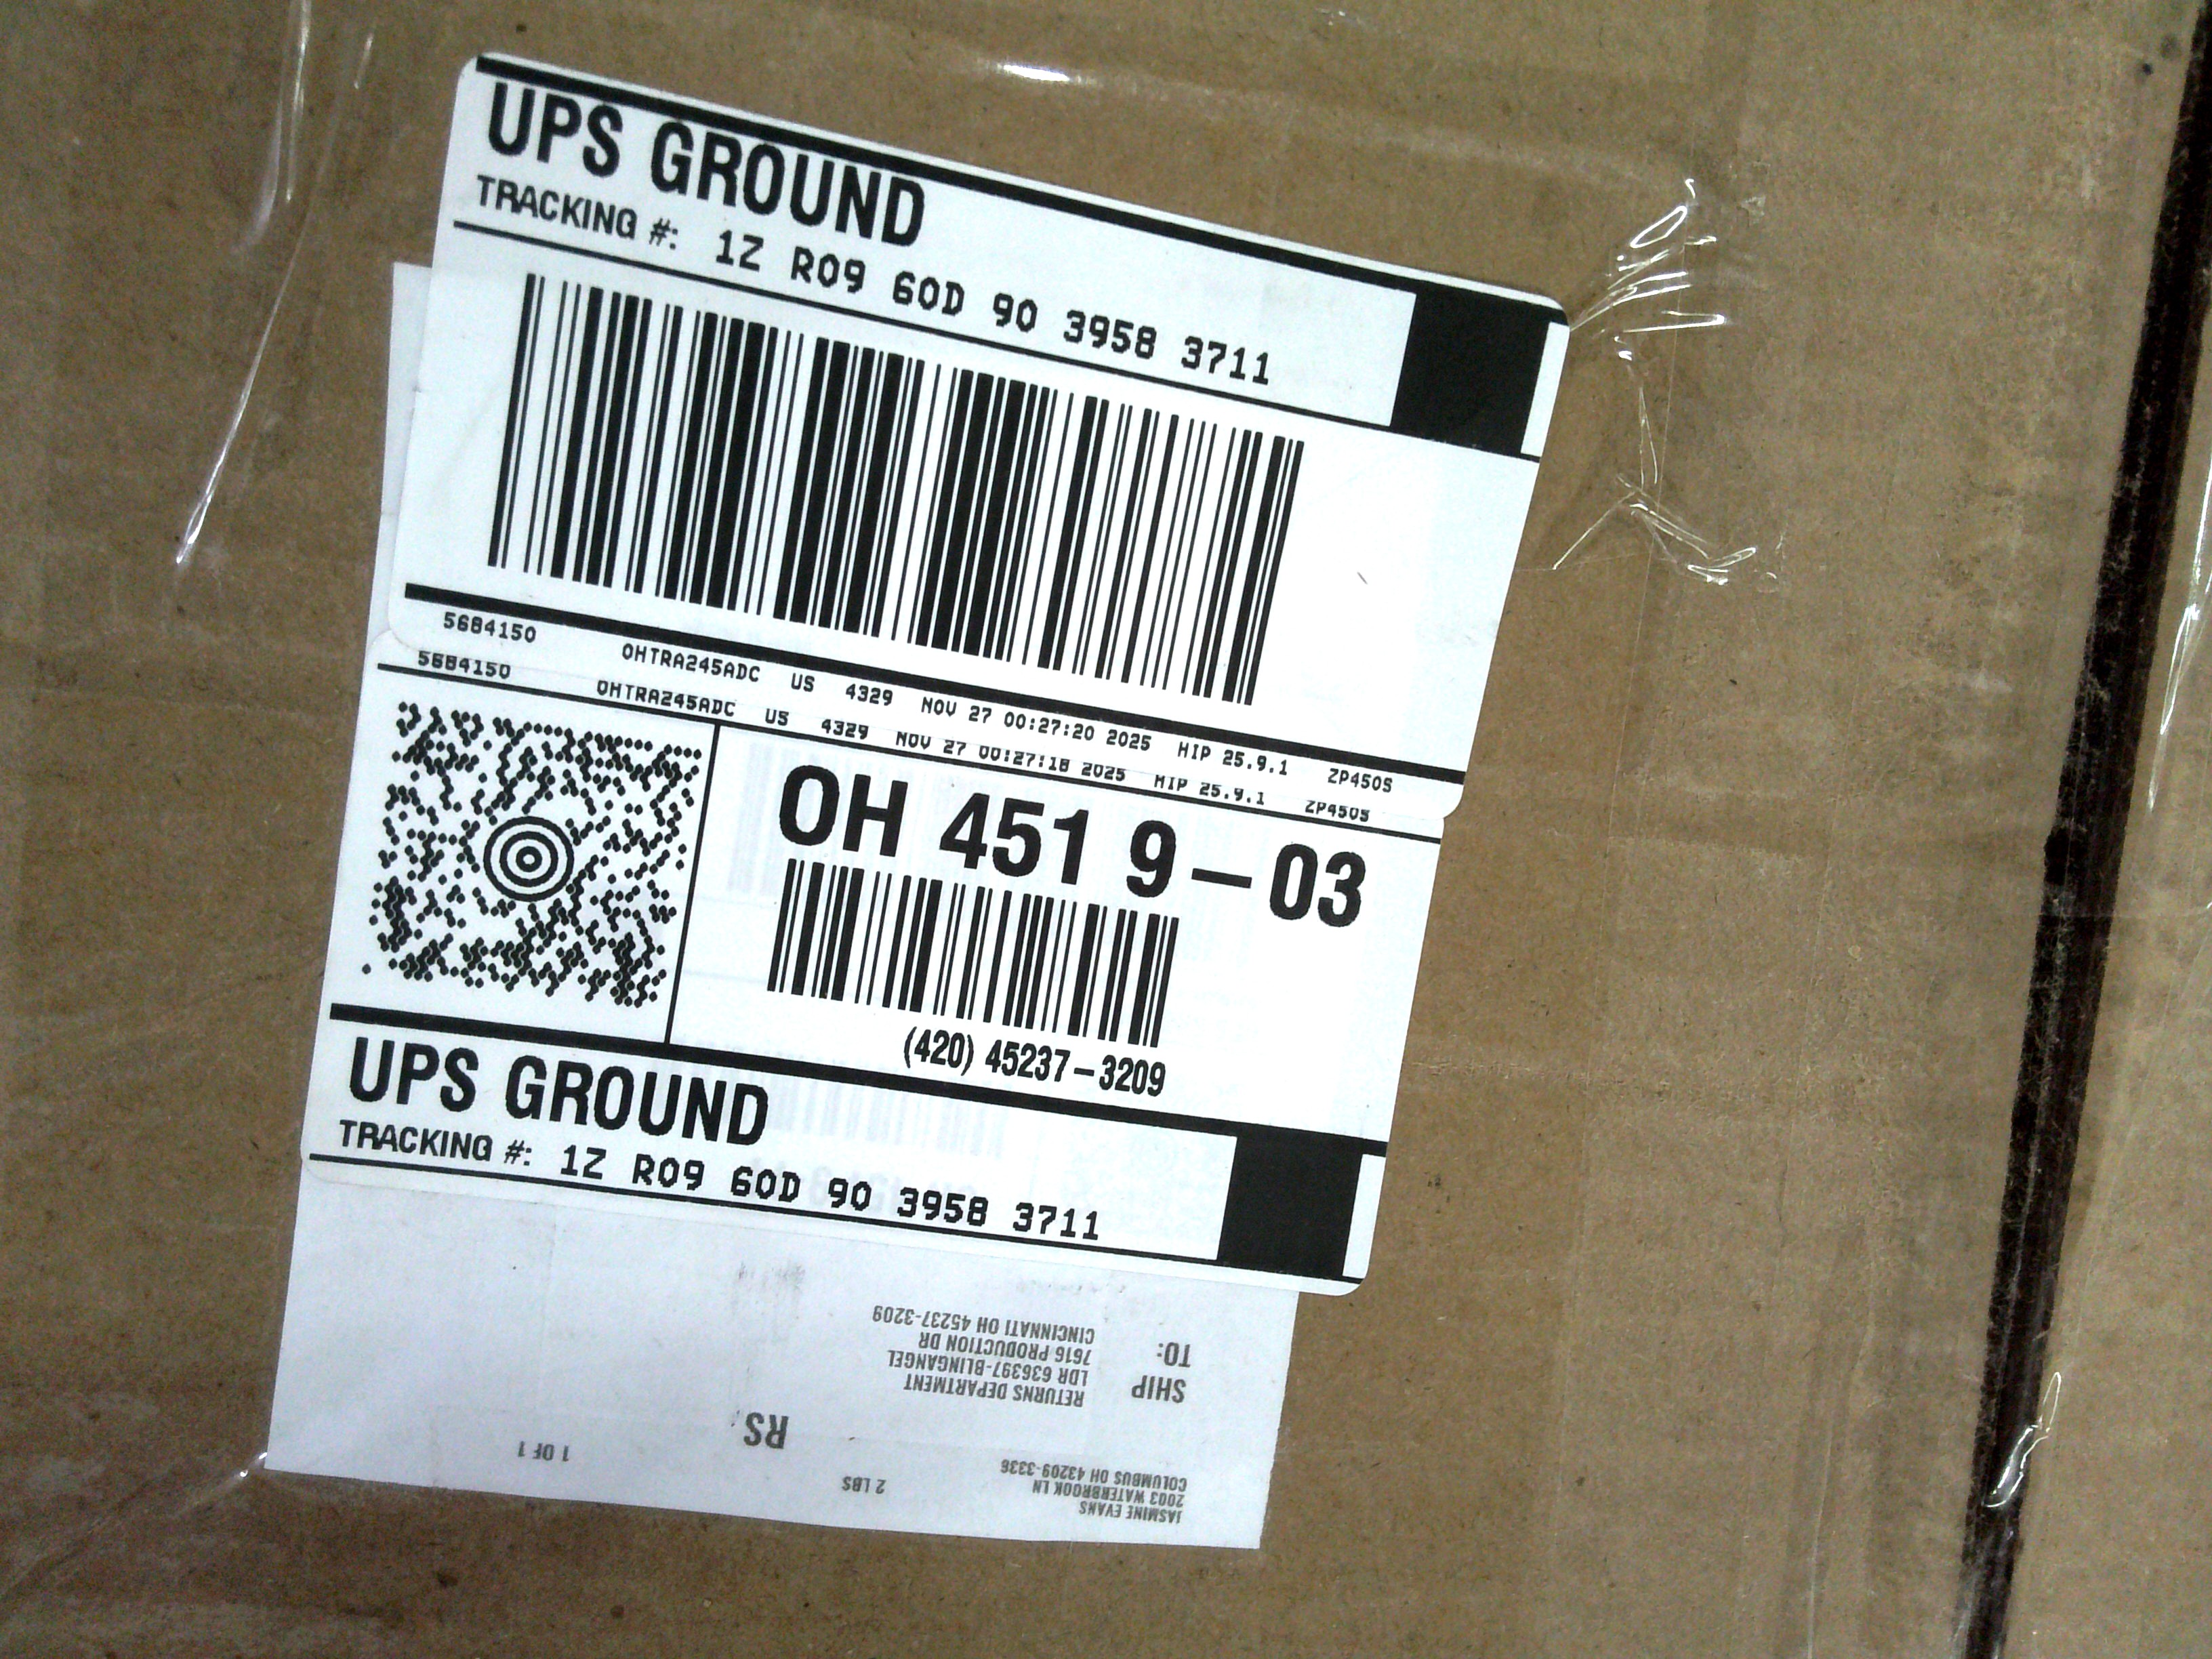 UPS GROUND
TRACKING #: 1Z R09 60D 90 3958 3711
5684150 OHTRA245ADC US 4329 NOV 27 00:27:20 2025 HIP 25.9.1 ZP450S
5684150 OHTRA245ADC US 4329 NOV 27 00:27:18 2025 HIP 25.9.1 ZP450S
OH 451 9-03
(420) 45237-3209
UPS GROUND
TRACKING #: 1Z R09 60D 90 3958 3711
JASMINE EVANS
2003 WATERBROOK LN
COLUMBUS OH 43209-3336
2 LBS
1 OF 1
RS
SHIP
TO:
RETURNS DEPARTMENT
LDR 636397-BLINGANGEL
7616 PRODUCTION DR
CINCINNATI OH 45237-3209